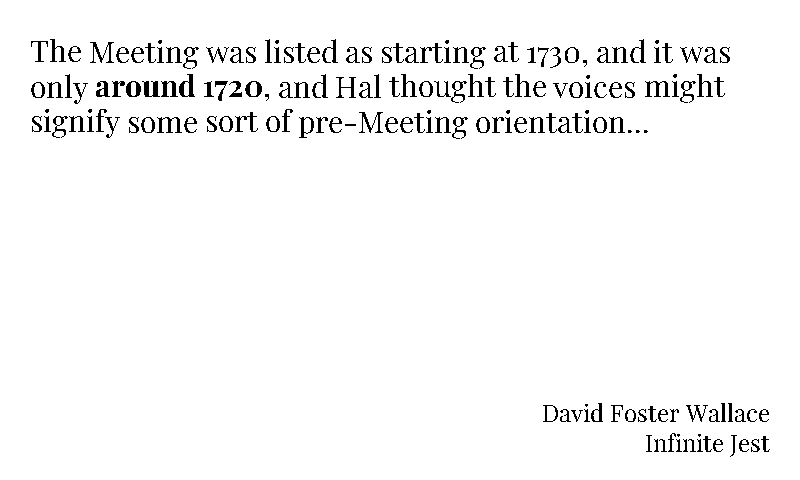 The Meeting was listed as starting at 1730, and it was
only around 1720, and Hal thought the voices might
signify some sort of pre-Meeting orientation...
David Foster Wallace
Infinite Jest